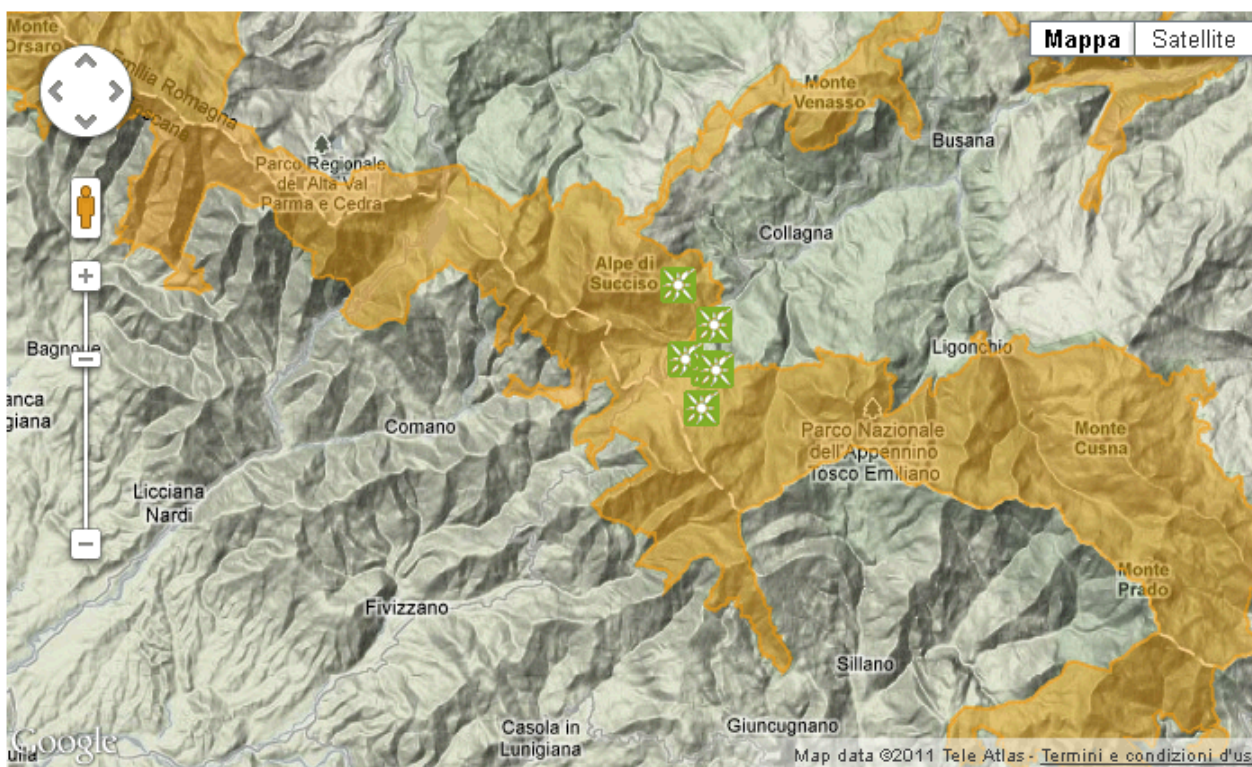 Monte
Orsaro
Emilia Romagna
Toscana
Mappa
Satellite
Monte
Venasso
Busana
Parco Regionale
dell'Alta Val
Parma e Cedra
Collagna
Alpe di
Succiso
Bagnone
Ligonchio
Comano
Parco Nazionale
dell'Appennino
Tosco Emiliano
Monte
Cusna
Licciana
Nardi
Monte
Prado
Fivizzano
Sillano
Casola in
Lunigiana
Giuncugnano
Google
Map data ©2011 Tele Atlas - Termini e condizioni d'us